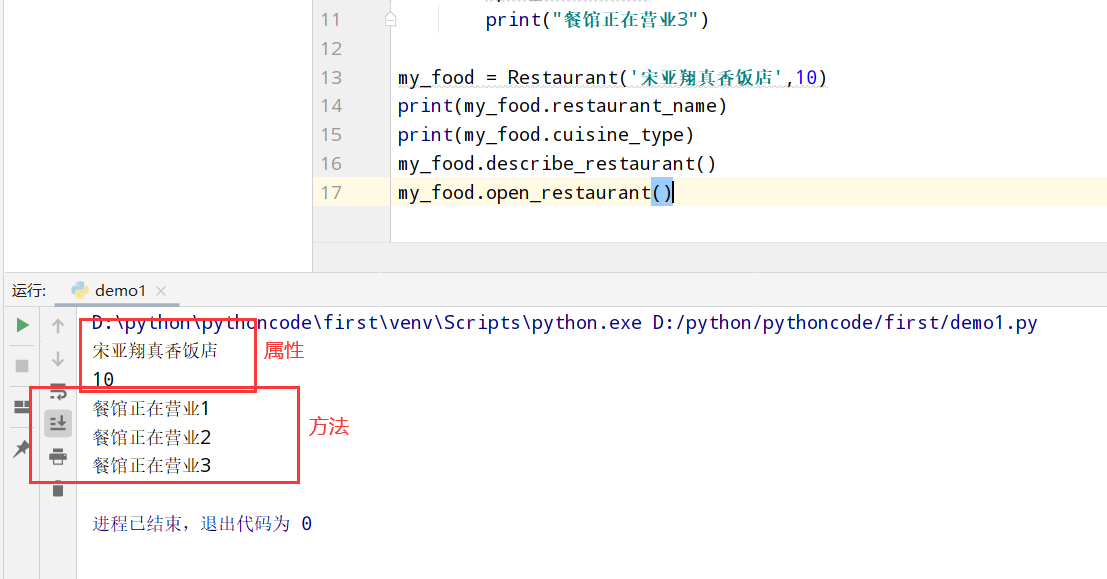 11 print("餐馆正在营业3")
12
13 my_food = Restaurant('宋亚翔真香饭店',10)
14 print(my_food.restaurant_name)
15 print(my_food.cuisine_type)
16 my_food.describe_restaurant()
17 my_food.open_restaurant()
运行: demo1
D:\python\pythoncode\first\venv\Scripts\python.exe D:/python/pythoncode/first/demo1.py
宋亚翔真香饭店 属性
10
餐馆正在营业1
餐馆正在营业2 方法
餐馆正在营业3
进程已结束，退出代码为 0